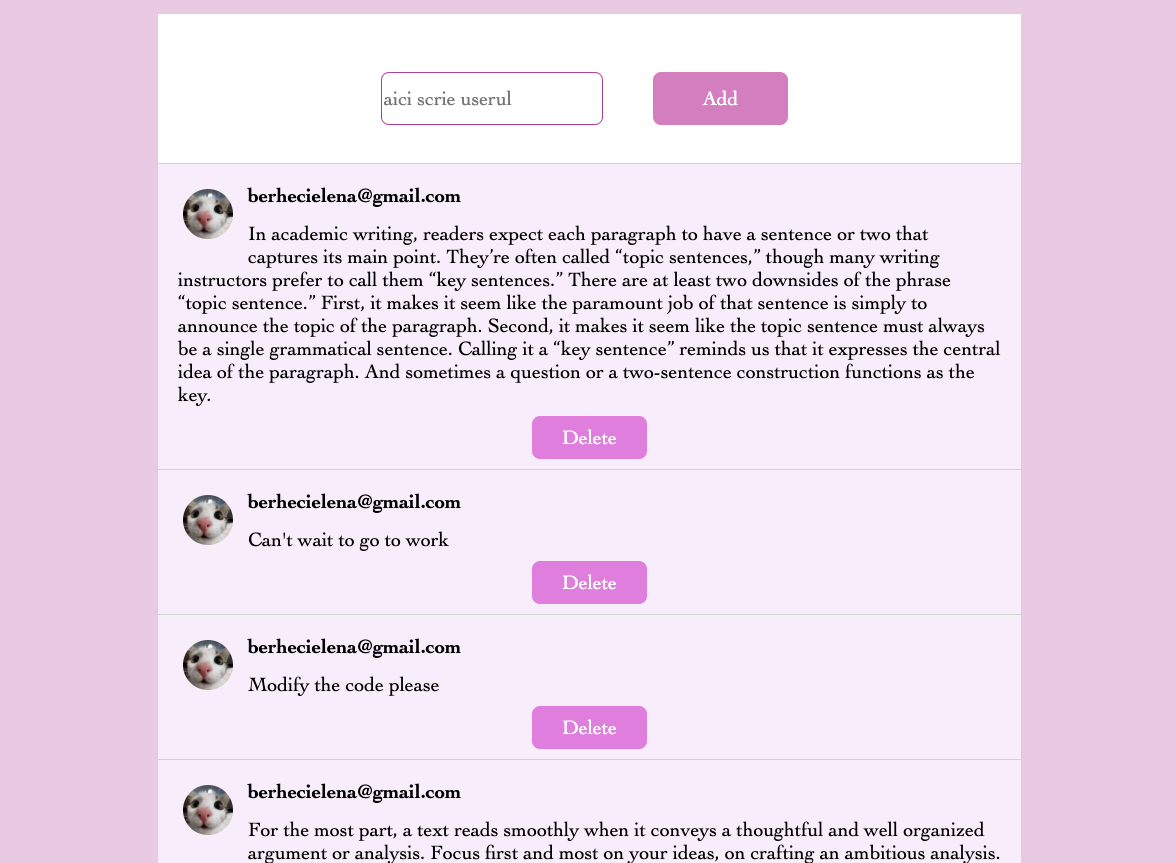 aici scrie userul
Add
berhecielena@gmail.com
In academic writing, readers expect each paragraph to have a sentence or two that
captures its main point. They’re often called “topic sentences,” though many writing
instructors prefer to call them “key sentences.” There are at least two downsides of the phrase
“topic sentence.” First, it makes it seem like the paramount job of that sentence is simply to
announce the topic of the paragraph. Second, it makes it seem like the topic sentence must always
be a single grammatical sentence. Calling it a “key sentence” reminds us that it expresses the central
idea of the paragraph. And sometimes a question or a two-sentence construction functions as the
key.
Delete
berhecielena@gmail.com
Can't wait to go to work
Delete
berhecielena@gmail.com
Modify the code please
Delete
berhecielena@gmail.com
For the most part, a text reads smoothly when it conveys a thoughtful and well organized
argument or analysis. Focus first and most on your ideas, on crafting an ambitious analysis.